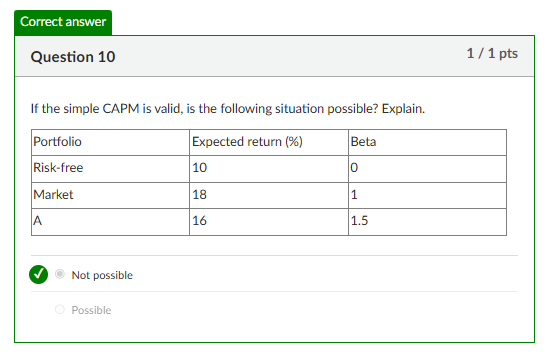 Correct answer
Question 10 1 / 1 pts
If the simple CAPM is valid, is the following situation possible? Explain.
Portfolio Expected return (%) Beta
Risk-free 10 0
Market 18 1
A 16 1.5
Not possible
Possible